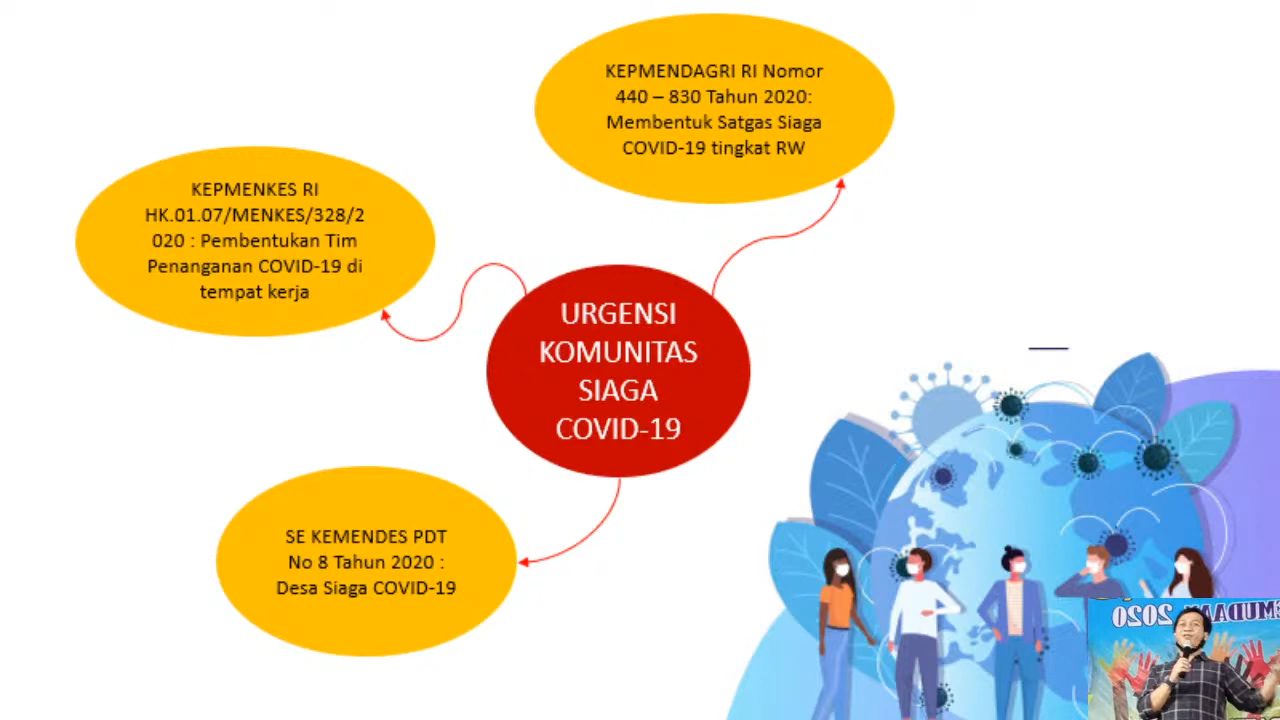 KEPMENDAGRI RI Nomor
440 – 830 Tahun 2020:
Membentuk Satgas Siaga
COVID-19 tingkat RW
KEPMENKES RI
HK.01.07/MENKES/328/2
020 : Pembentukan Tim
Penanganan COVID-19 di
tempat kerja
URGENSI
KOMUNITAS
SIAGA
COVID-19
SE KEMENDES PDT
No 8 Tahun 2020 :
Desa Siaga COVID-19
EMUDAAN 2020